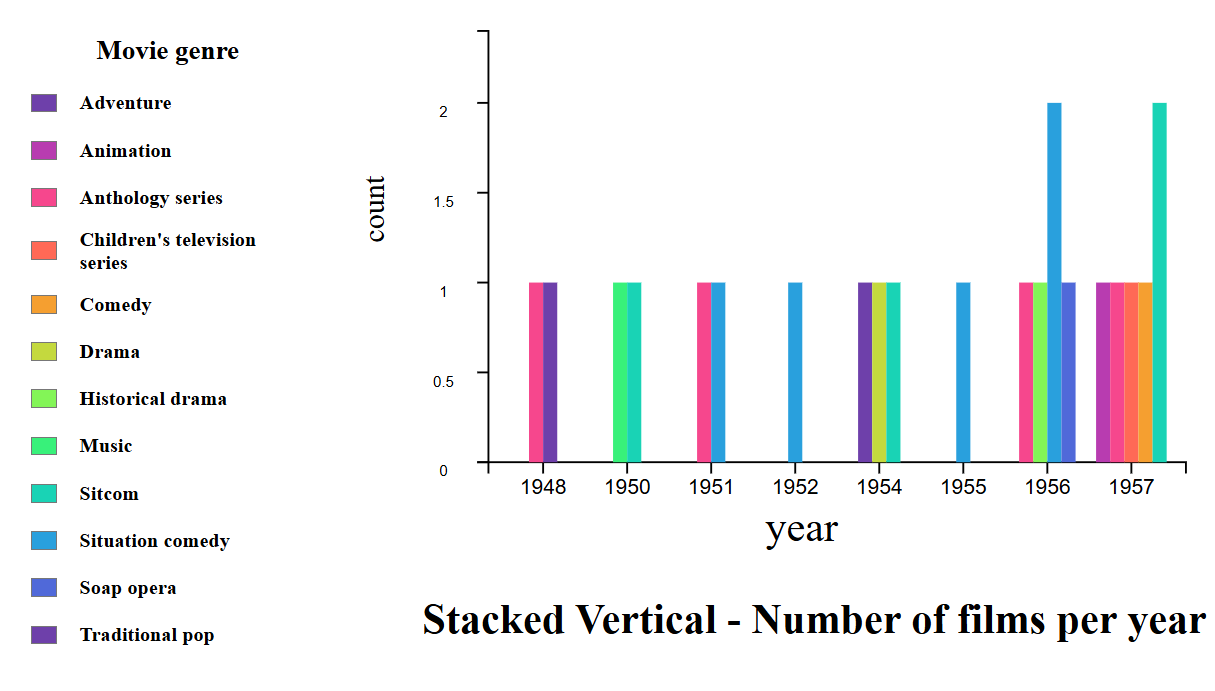 Movie genre
Adventure
Animation
Anthology series
Children's television
series
Comedy
Drama
Historical drama
Music
Sitcom
Situation comedy
Soap opera
Traditional pop
count
2
1.5
1
0.5
0
1948 1950 1951 1952 1954 1955 1956 1957
year
Stacked Vertical - Number of films per year